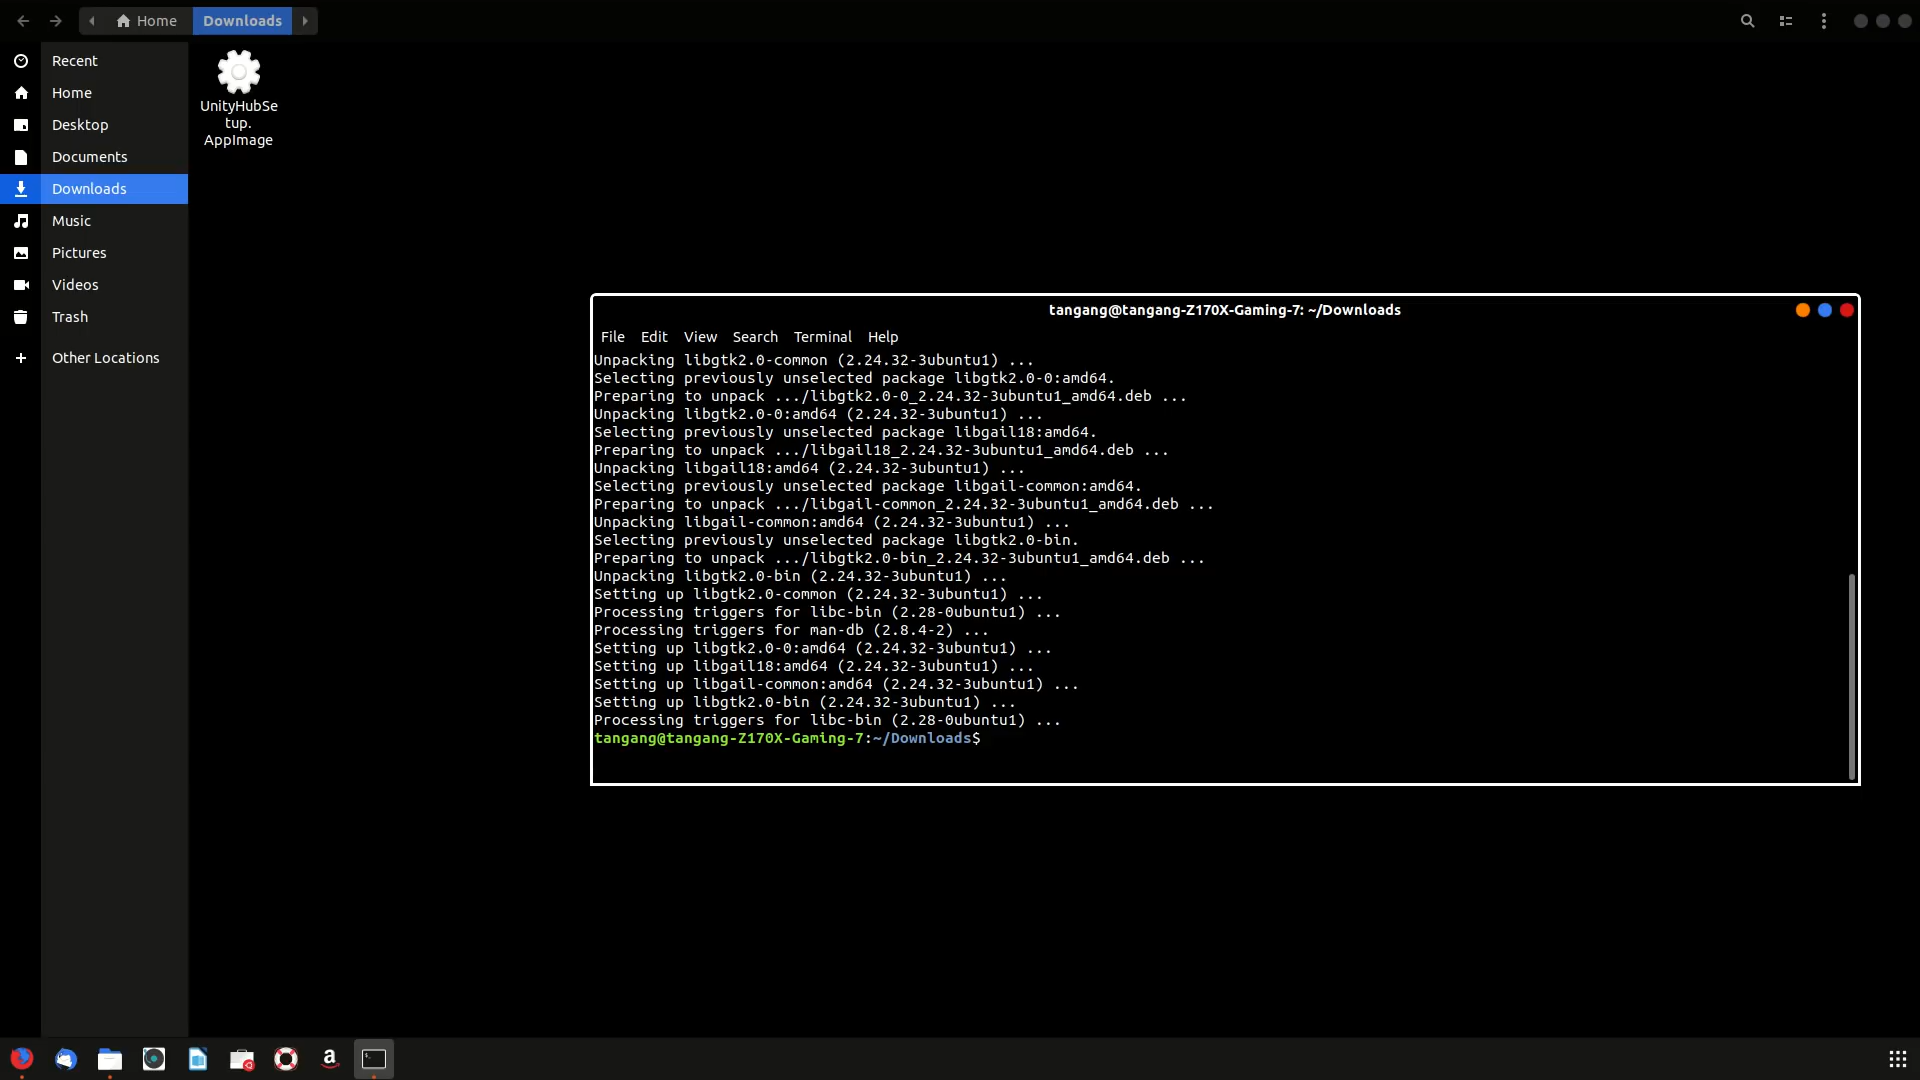 Home
Downloads
Recent
Home
Desktop
Documents
Downloads
Music
Pictures
Videos
Trash
Other Locations
UnityHubSe
tup.
AppImage
tangang@tangang-Z170X-Gaming-7: ~/Downloads
File Edit View Search Terminal Help
Unpacking libgtk2.0-common (2.24.32-3ubuntu1) ...
Selecting previously unselected package libgtk2.0-0:amd64.
Preparing to unpack .../libgtk2.0-0_2.24.32-3ubuntu1_amd64.deb ...
Unpacking libgtk2.0-0:amd64 (2.24.32-3ubuntu1) ...
Selecting previously unselected package libgail18:amd64.
Preparing to unpack .../libgail18_2.24.32-3ubuntu1_amd64.deb ...
Unpacking libgail18:amd64 (2.24.32-3ubuntu1) ...
Selecting previously unselected package libgail-common:amd64.
Preparing to unpack .../libgail-common_2.24.32-3ubuntu1_amd64.deb ...
Unpacking libgail-common:amd64 (2.24.32-3ubuntu1) ...
Selecting previously unselected package libgtk2.0-bin.
Preparing to unpack .../libgtk2.0-bin_2.24.32-3ubuntu1_amd64.deb ...
Unpacking libgtk2.0-bin (2.24.32-3ubuntu1) ...
Setting up libgtk2.0-common (2.24.32-3ubuntu1) ...
Processing triggers for libc-bin (2.28-0ubuntu1) ...
Processing triggers for man-db (2.8.4-2) ...
Setting up libgtk2.0-0:amd64 (2.24.32-3ubuntu1) ...
Setting up libgail18:amd64 (2.24.32-3ubuntu1) ...
Setting up libgail-common:amd64 (2.24.32-3ubuntu1) ...
Setting up libgtk2.0-bin (2.24.32-3ubuntu1) ...
Processing triggers for libc-bin (2.28-0ubuntu1) ...
tangang@tangang-Z170X-Gaming-7:~/Downloads$